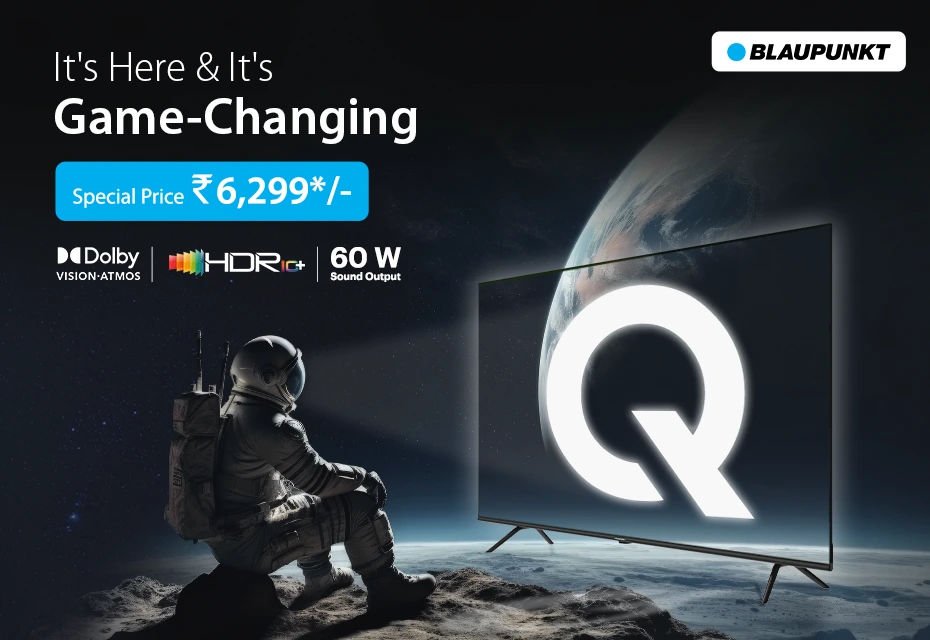 It's Here & It's
BLAUPUNKT
Game-Changing
Special Price ₹6,299*/-
Dolby
VISION·ATMOS
HDR10+
60 W
Sound Output
Q